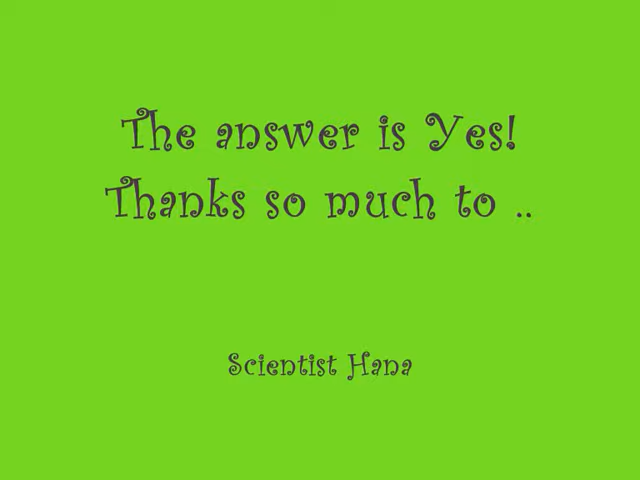 The answer is Yes!
Thanks so much to ..
Scientist Hana